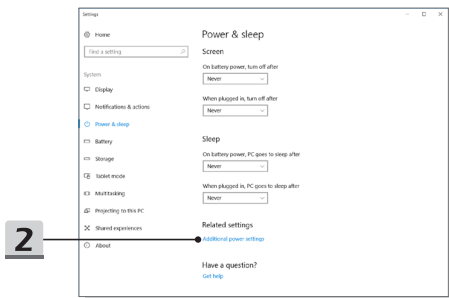 Settings
Home
Find a setting
System
Display
Notifications & actions
Power & sleep
Battery
Storage
Tablet mode
Multitasking
Projecting to this PC
Shared experiences
About
Power & sleep
Screen
On battery power, turn off after
Never
When plugged in, turn off after
Never
Sleep
On battery power, PC goes to sleep after
Never
When plugged in, PC goes to sleep after
Never
Related settings
Additional power settings
Have a question?
Get help
2